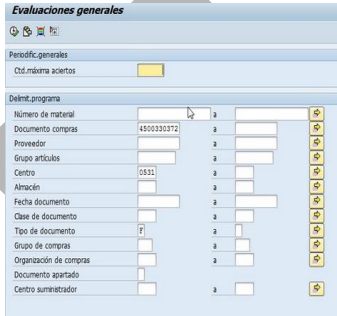 Evaluaciones generales
Periodific.generales
Ctd.máxima aciertos
Delimit.programa
Número de material a
Documento compras 4500330372 a
Proveedor a
Grupo artículos a
Centro 0531 a
Almacén a
Fecha documento a
Clase de documento a
Tipo de documento F a
Grupo de compras a
Organización de compras a
Documento apartado
Centro suministrador a